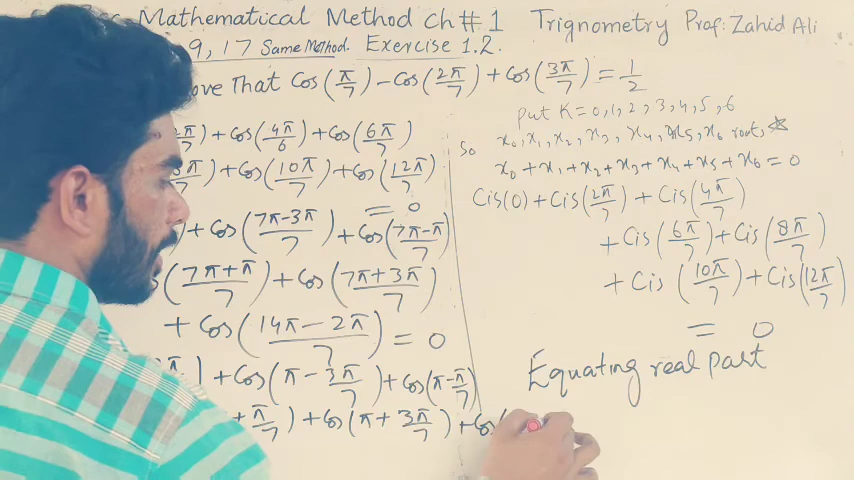 Mathematical Method Ch # 1 Trignometry Prof: Zahid Ali
9, 17 Same Method. Exercise 1.2.
ove That Cos(π/7) - Cos(2π/7) + Cos(3π/7) = 1/2
+ Cos(4π/6) + Cos(6π/7)
+ Cos(10π/7) + Cos(12π/7)
= 0
+ Cos(7π-3π/7) + Cos(7π-π/7)
(7π+π/7) + Cos(7π+3π/7)
+ Cos(14π-2π/7) = 0
+ Cos(π-3π/7) + Cos(π-π/7)
+ π/7) + Cos(π+3π/7) + Cos(
Put K = 0, 1, 2, 3, 4, 5, 6
So x₀, x₁, x₂, x₃, x₄, x₅, x₆ roots
x₀ + x₁ + x₂ + x₃ + x₄ + x₅ + x₆ = 0
Cis(0) + Cis(2π/7) + Cis(4π/7)
+ Cis(6π/7) + Cis(8π/7)
+ Cis(10π/7) + Cis(12π/7)
= 0
Equating real part